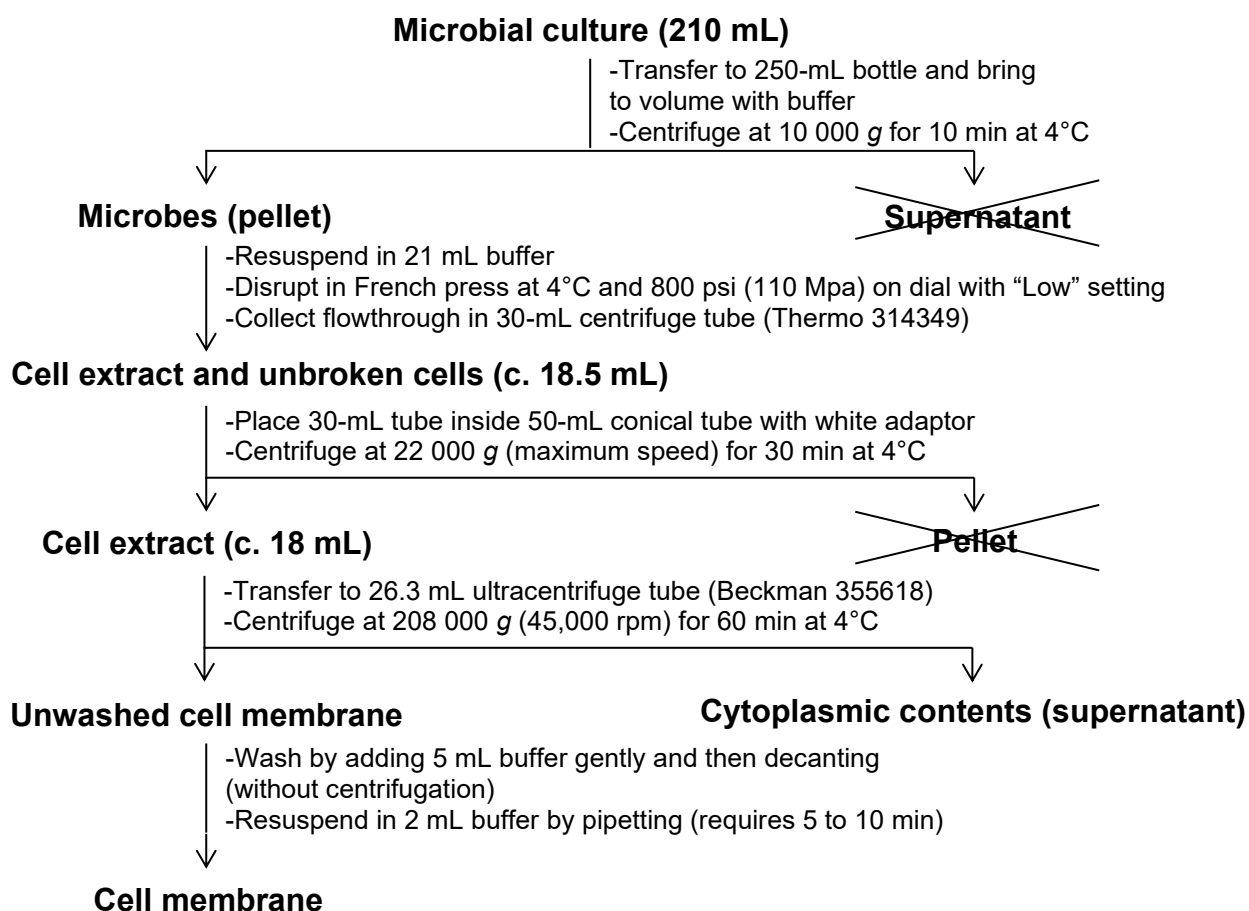 Microbial culture (210 mL)
-Transfer to 250-mL bottle and bring
to volume with buffer
-Centrifuge at 10 000 g for 10 min at 4°C
Microbes (pellet)
Supernatant
-Resuspend in 21 mL buffer
-Disrupt in French press at 4°C and 800 psi (110 Mpa) on dial with “Low” setting
-Collect flowthrough in 30-mL centrifuge tube (Thermo 314349)
Cell extract and unbroken cells (c. 18.5 mL)
-Place 30-mL tube inside 50-mL conical tube with white adaptor
-Centrifuge at 22 000 g (maximum speed) for 30 min at 4°C
Cell extract (c. 18 mL)
Pellet
-Transfer to 26.3 mL ultracentrifuge tube (Beckman 355618)
-Centrifuge at 208 000 g (45,000 rpm) for 60 min at 4°C
Unwashed cell membrane
Cytoplasmic contents (supernatant)
-Wash by adding 5 mL buffer gently and then decanting
(without centrifugation)
-Resuspend in 2 mL buffer by pipetting (requires 5 to 10 min)
Cell membrane